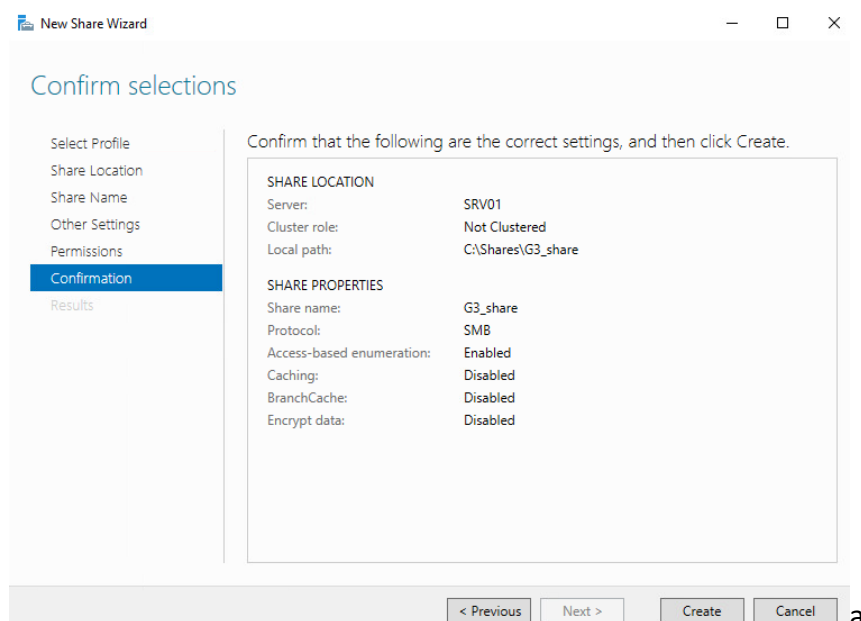 New Share Wizard
Confirm selections
Select Profile
Share Location
Share Name
Other Settings
Permissions
Confirmation
Results
Confirm that the following are the correct settings, and then click Create.
SHARE LOCATION
Server: SRV01
Cluster role: Not Clustered
Local path: C:\Shares\G3_share
SHARE PROPERTIES
Share name: G3_share
Protocol: SMB
Access-based enumeration: Enabled
Caching: Disabled
BranchCache: Disabled
Encrypt data: Disabled
< Previous Next > Create Cancel
a